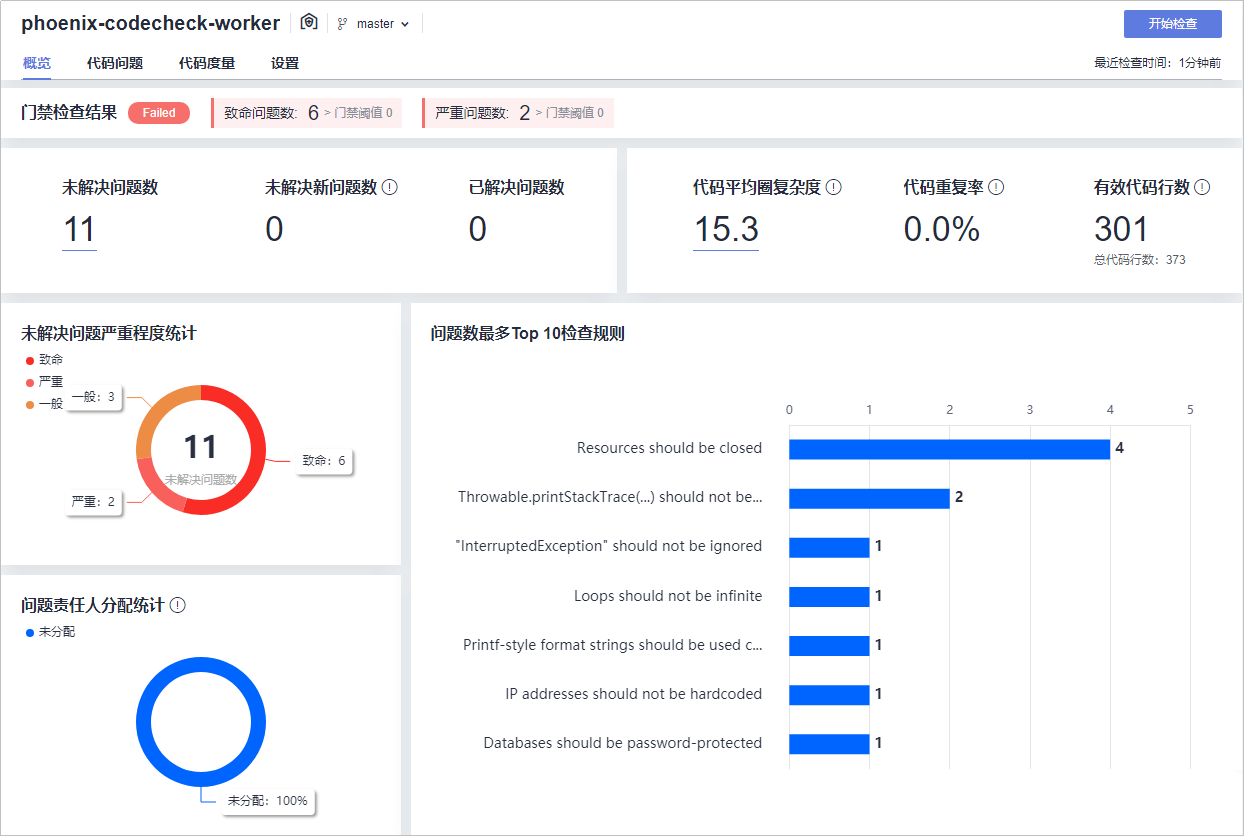 phoenix-codecheck-worker master 开始检查
概览 代码问题 代码度量 设置 最近检查时间：1分钟前
门禁检查结果 Failed 致命问题数: 6 > 门禁阈值 0 严重问题数: 2 > 门禁阈值 0
未解决问题数 未解决新问题数 已解决问题数
11 0 0
代码平均圈复杂度 代码重复率 有效代码行数
15.3 0.0% 301
总代码行数：373
未解决问题严重程度统计
致命
严重
一般
一般：3
11
未解决问题数
致命：6
严重：2
问题责任人分配统计
未分配
未分配：100%
问题数最多Top 10检查规则
0 1 2 3 4 5
Resources should be closed 4
Throwable.printStackTrace(...) should not be... 2
"InterruptedException" should not be ignored 1
Loops should not be infinite 1
Printf-style format strings should be used c... 1
IP addresses should not be hardcoded 1
Databases should be password-protected 1